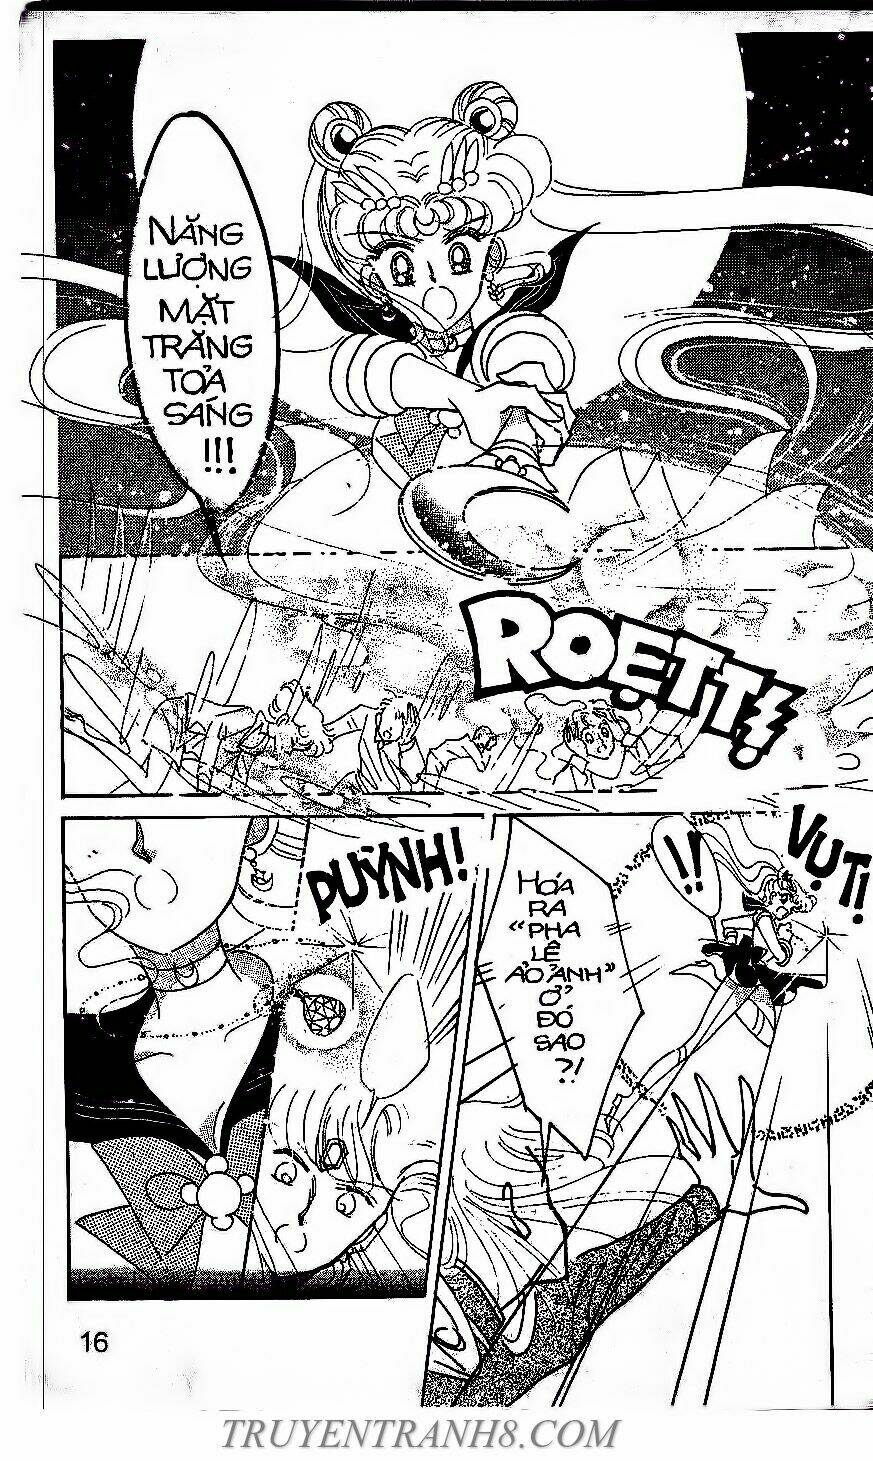 NĂNG
LƯỢNG
MẶT
TRĂNG
TỎA
SÁNG
!!!
ROẸTT!
PUỲNH!
HÓA
RA
"PHA
LÊ
ẢO ẢNH"
Ở
ĐÓ
SAO
?!
!!
VỤT!
16
TRUYENTRANH8.COM